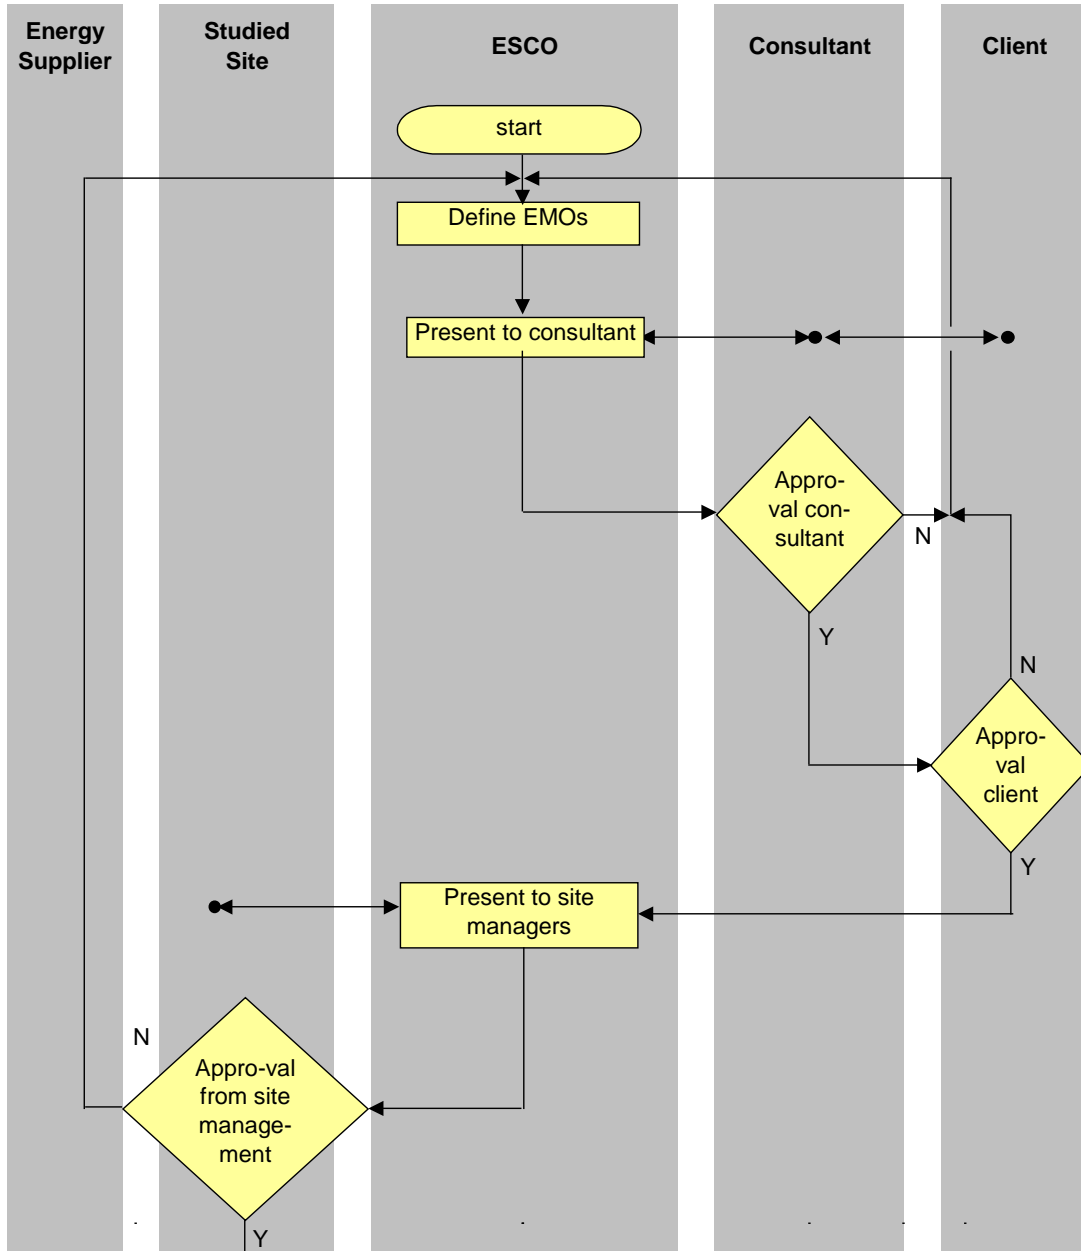 Energy
Supplier
Studied
Site
ESCO
Consultant
Client
start
Define EMOs
Present to consultant
Appro-
val con-
sultant
N
Y
N
Appro-
val
client
Y
Present to site
managers
N
Appro-val
from site
manage-
ment
Y